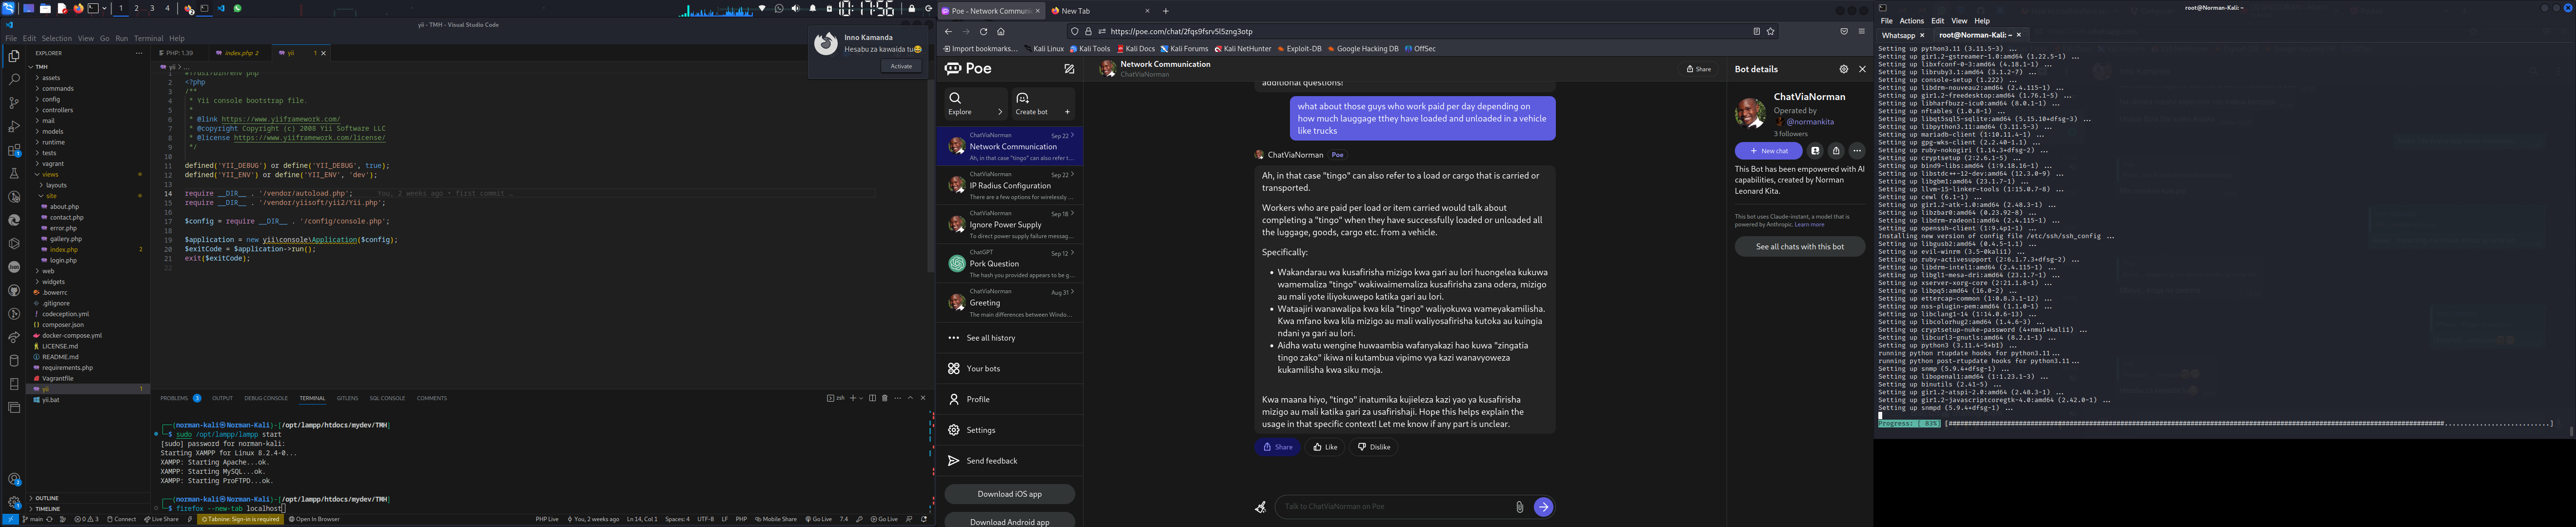 1 2 3 4
10:17:56
yii - TMH - Visual Studio Code
File Edit Selection View Go Run Terminal Help
EXPLORER
TMH
assets
commands
config
controllers
mail
models
runtime
tests
vagrant
views
layouts
site
about.php
contact.php
error.php
gallery.php
index.php 2
login.php
web
widgets
.bowerrc
.gitignore
codeception.yml
composer.json
docker-compose.yml
LICENSE.md
README.md
requirements.php
Vagrantfile
yii 1
yii.bat
OUTLINE
TIMELINE
PHP: 1.39 index.php 2 yii 1
yii > ...
1 #!/usr/bin/env php
2 <?php
3 /**
4 * Yii console bootstrap file.
5 *
6 * @link https://www.yiiframework.com/
7 * @copyright Copyright (c) 2008 Yii Software LLC
8 * @license https://www.yiiframework.com/license/
9 */
10
11 defined('YII_DEBUG') or define('YII_DEBUG', true);
12 defined('YII_ENV') or define('YII_ENV', 'dev');
13
14 require __DIR__ . '/vendor/autoload.php'; You, 2 weeks ago • first commit …
15 require __DIR__ . '/vendor/yiisoft/yii2/Yii.php';
16
17 $config = require __DIR__ . '/config/console.php';
18
19 $application = new yii\console\Application($config);
20 $exitCode = $application->run();
21 exit($exitCode);
22
Inno Kamanda
Hesabu za kawaida tu😂
Activate
PROBLEMS 3 OUTPUT DEBUG CONSOLE TERMINAL GITLENS SQL CONSOLE COMMENTS
zsh
┌──(norman-kali㉿Norman-Kali)-[/opt/lampp/htdocs/mydev/TMH]
└─$ sudo /opt/lampp/lampp start
[sudo] password for norman-kali:
Starting XAMPP for Linux 8.2.4-0...
XAMPP: Starting Apache...ok.
XAMPP: Starting MySQL...ok.
XAMPP: Starting ProFTPD...ok.
┌──(norman-kali㉿Norman-Kali)-[/opt/lampp/htdocs/mydev/TMH]
└─$ firefox --new-tab localhost
main 0 3 Connect Live Share Tabnine: Sign-in is required Open In Browser PHP Live You, 2 weeks ago Ln 14, Col 1 Spaces: 4 UTF-8 LF PHP Mobile Share Go Live 7.4 Go Live
Poe - Network Communic New Tab
https://poe.com/chat/2fqs9fsrv5l5zng3otp
Import bookmarks... Kali Linux Kali Tools Kali Docs Kali Forums Kali NetHunter Exploit-DB Google Hacking DB OffSec
Poe
Explore
Create bot
ChatViaNorman Sep 22
Network Communication
Ah, in that case "tingo" can also refer t...
ChatViaNorman Sep 22
IP Radius Configuration
There are a few options for wirelessly ...
ChatViaNorman Sep 18
Ignore Power Supply
To direct power supply failure messag...
ChatGPT Sep 12
Pork Question
The hash you provided appears to be g...
ChatViaNorman Aug 31
Greeting
The main differences between Windo...
See all history
Your bots
Profile
Settings
Send feedback
Download iOS app
Download Android app
Network Communication
ChatViaNorman
Share
additional questions!
what about those guys who work paid per day depending on
how much lauggage tthey have loaded and unloaded in a vehicle
like trucks
ChatViaNorman Poe
Ah, in that case "tingo" can also refer to a load or cargo that is carried or
transported.
Workers who are paid per load or item carried would talk about
completing a "tingo" when they have successfully loaded or unloaded all
the luggage, goods, cargo etc. from a vehicle.
Specifically:
• Wakandarau wa kusafirisha mizigo kwa gari au lori huongelea kukuwa
wamemaliza "tingo" wakiwaimemaliza kusafirisha zana odera, mizigo
au mali yote iliyokuwepo katika gari au lori.
• Wataajiri wanawalipa kwa kila "tingo" waliyokuwa wameyakamilisha.
Kwa mfano kwa kila mizigo au mali waliyosafirisha kutoka au kuingia
ndani ya gari au lori.
• Aidha watu wengine huwaambia wafanyakazi hao kuwa "zingatia
tingo zako" ikiwa ni kutambua vipimo vya kazi wanavyoweza
kukamilisha kwa siku moja.
Kwa maana hiyo, "tingo" inatumika kujieleza kazi yao ya kusafirisha
mizigo au mali katika gari za usafirishaji. Hope this helps explain the
usage in that specific context! Let me know if any part is unclear.
Share Like Dislike
Talk to ChatViaNorman on Poe
Bot details
ChatViaNorman
Operated by
@normankita
3 followers
New chat
This Bot has been empowered with AI
capabilities, created by Norman
Leonard Kita.
This bot uses Claude-instant, a model that is
powered by Anthropic. Learn more
See all chats with this bot
root@Norman-Kali: ~
File Actions Edit View Help
Whatsapp root@Norman-Kali: ~
Setting up python3.11 (3.11.5-3) ...
Setting up gir1.2-gstreamer-1.0:amd64 (1.22.5-1) ...
Setting up libxfconf-0-3:amd64 (4.18.1-1) ...
Setting up libruby3.1:amd64 (3.1.2-7) ...
Setting up console-setup (1.222) ...
Setting up libdrm-nouveau2:amd64 (2.4.115-1) ...
Setting up gir1.2-freedesktop:amd64 (1.76.1-5) ...
Setting up libharfbuzz-icu0:amd64 (8.0.1-1) ...
Setting up nftables (1.0.8-1) ...
Setting up libqt5sql5-sqlite:amd64 (5.15.10+dfsg-3) ...
Setting up libpython3.11:amd64 (3.11.5-3) ...
Setting up mariadb-client (1:10.11.4-1) ...
Setting up gpg-wks-client (2.2.40-1.1) ...
Setting up ruby-nokogiri (1.14.3+dfsg-2) ...
Setting up cryptsetup (2:2.6.1-5) ...
Setting up bind9-libs:amd64 (1:9.18.16-1) ...
Setting up libstdc++-12-dev:amd64 (12.3.0-9) ...
Setting up libgbm1:amd64 (23.1.7-1) ...
Setting up llvm-15-linker-tools (1:15.0.7-8) ...
Setting up cewl (6.1-1) ...
Setting up gir1.2-atk-1.0:amd64 (2.48.3-1) ...
Setting up libzbar0:amd64 (0.23.92-8) ...
Setting up libdrm-radeon1:amd64 (2.4.115-1) ...
Setting up openssh-client (1:9.4p1-1) ...
Installing new version of config file /etc/ssh/ssh_config ...
Setting up libgusb2:amd64 (0.4.5-1.1) ...
Setting up evil-winrm (3.5-0kali1) ...
Setting up ruby-activesupport (2:6.1.7.3+dfsg-2) ...
Setting up libdrm-intel1:amd64 (2.4.115-1) ...
Setting up libgl1-mesa-dri:amd64 (23.1.7-1) ...
Setting up xserver-xorg-core (2:21.1.8-1) ...
Setting up libpq5:amd64 (16.0-2) ...
Setting up ettercap-common (1:0.8.3.1-12) ...
Setting up nss-plugin-pem:amd64 (1.1.0-1) ...
Setting up libclang1-14 (1:14.0.6-13) ...
Setting up libcolorhug2:amd64 (1.4.6-3) ...
Setting up cryptsetup-nuke-password (4+nmu1+kali1) ...
Setting up libcurl3-gnutls:amd64 (8.2.1-1) ...
Setting up python3 (3.11.4-5+b1) ...
running python rtupdate hooks for python3.11...
running python post-rtupdate hooks for python3.11...
Setting up snmp (5.9.4+dfsg-1) ...
Setting up libopenal1:amd64 (1:1.23.1-3) ...
Setting up binutils (2.41-5) ...
Setting up gir1.2-atspi-2.0:amd64 (2.48.3-1) ...
Setting up gir1.2-javascriptcoregtk-4.0:amd64 (2.42.0-1) ...
Setting up snmpd (5.9.4+dfsg-1) ...
Progress: [ 83%]